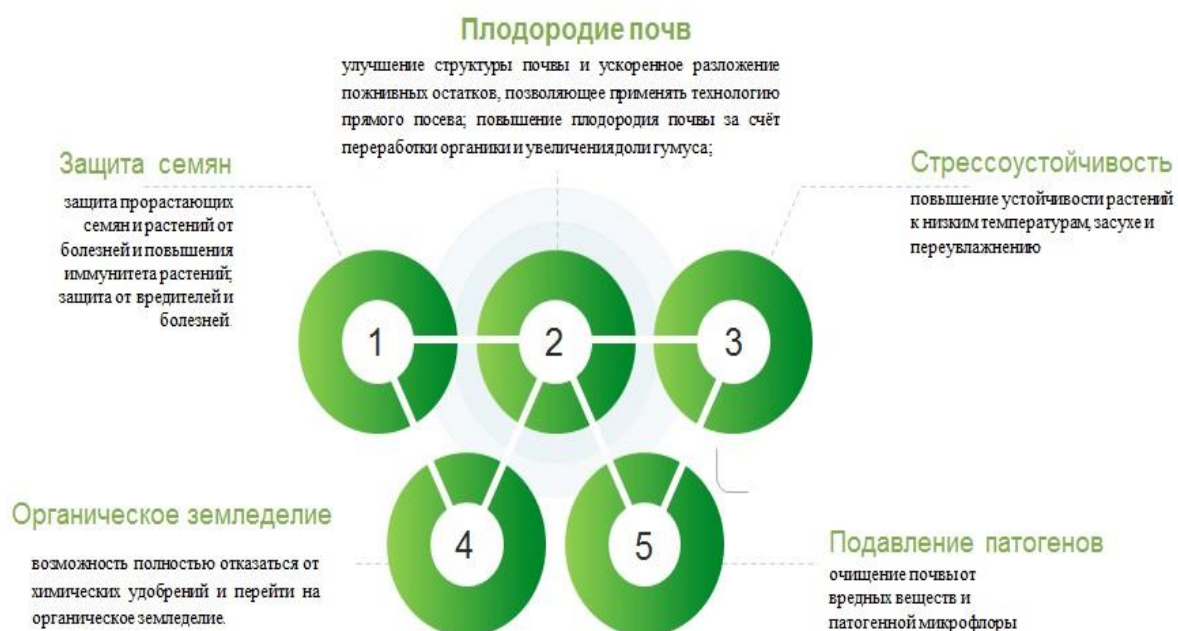 Плодородие почв
улучшение структуры почвы и ускоренное разложение
пожнивных остатков, позволяющее применять технологию
прямого посева; повышение плодородия почвы за счёт
переработки органики и увеличения доли гумуса;
Защита семян
защита прорастающих
семян и растений от
болезней и повышения
иммунитета растений;
защита от вредителей и
болезней.
Стрессоустойчивость
повышение устойчивости растений
к низким температурам, засухе и
переувлажнению
1
2
3
4
5
Органическое земледелие
возможность полностью отказаться от
химических удобрений и перейти на
органическое земледелие.
Подавление патогенов
очищение почвы от
вредных веществ и
патогенной микрофлоры